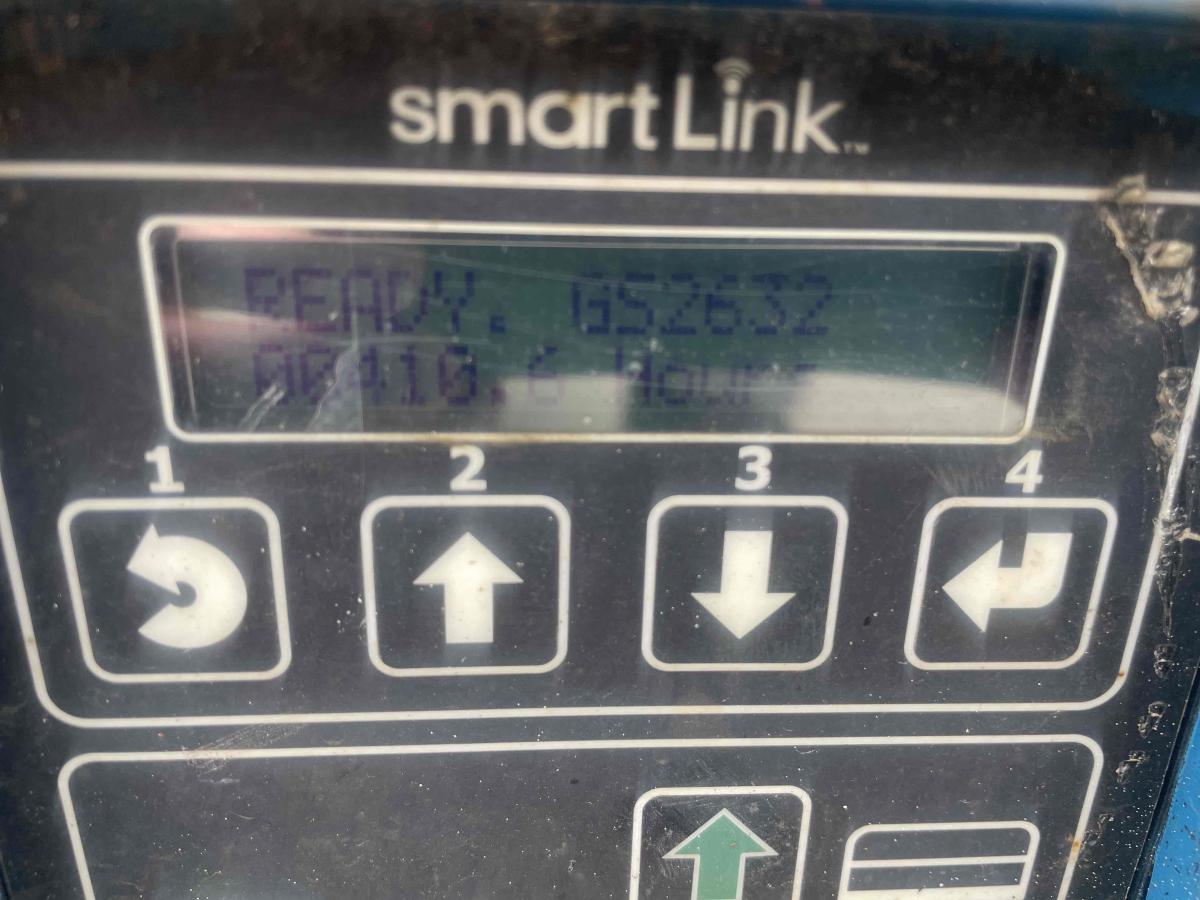 smartLink™
READY. GS2632
00410.6 Hours
1 2 3 4